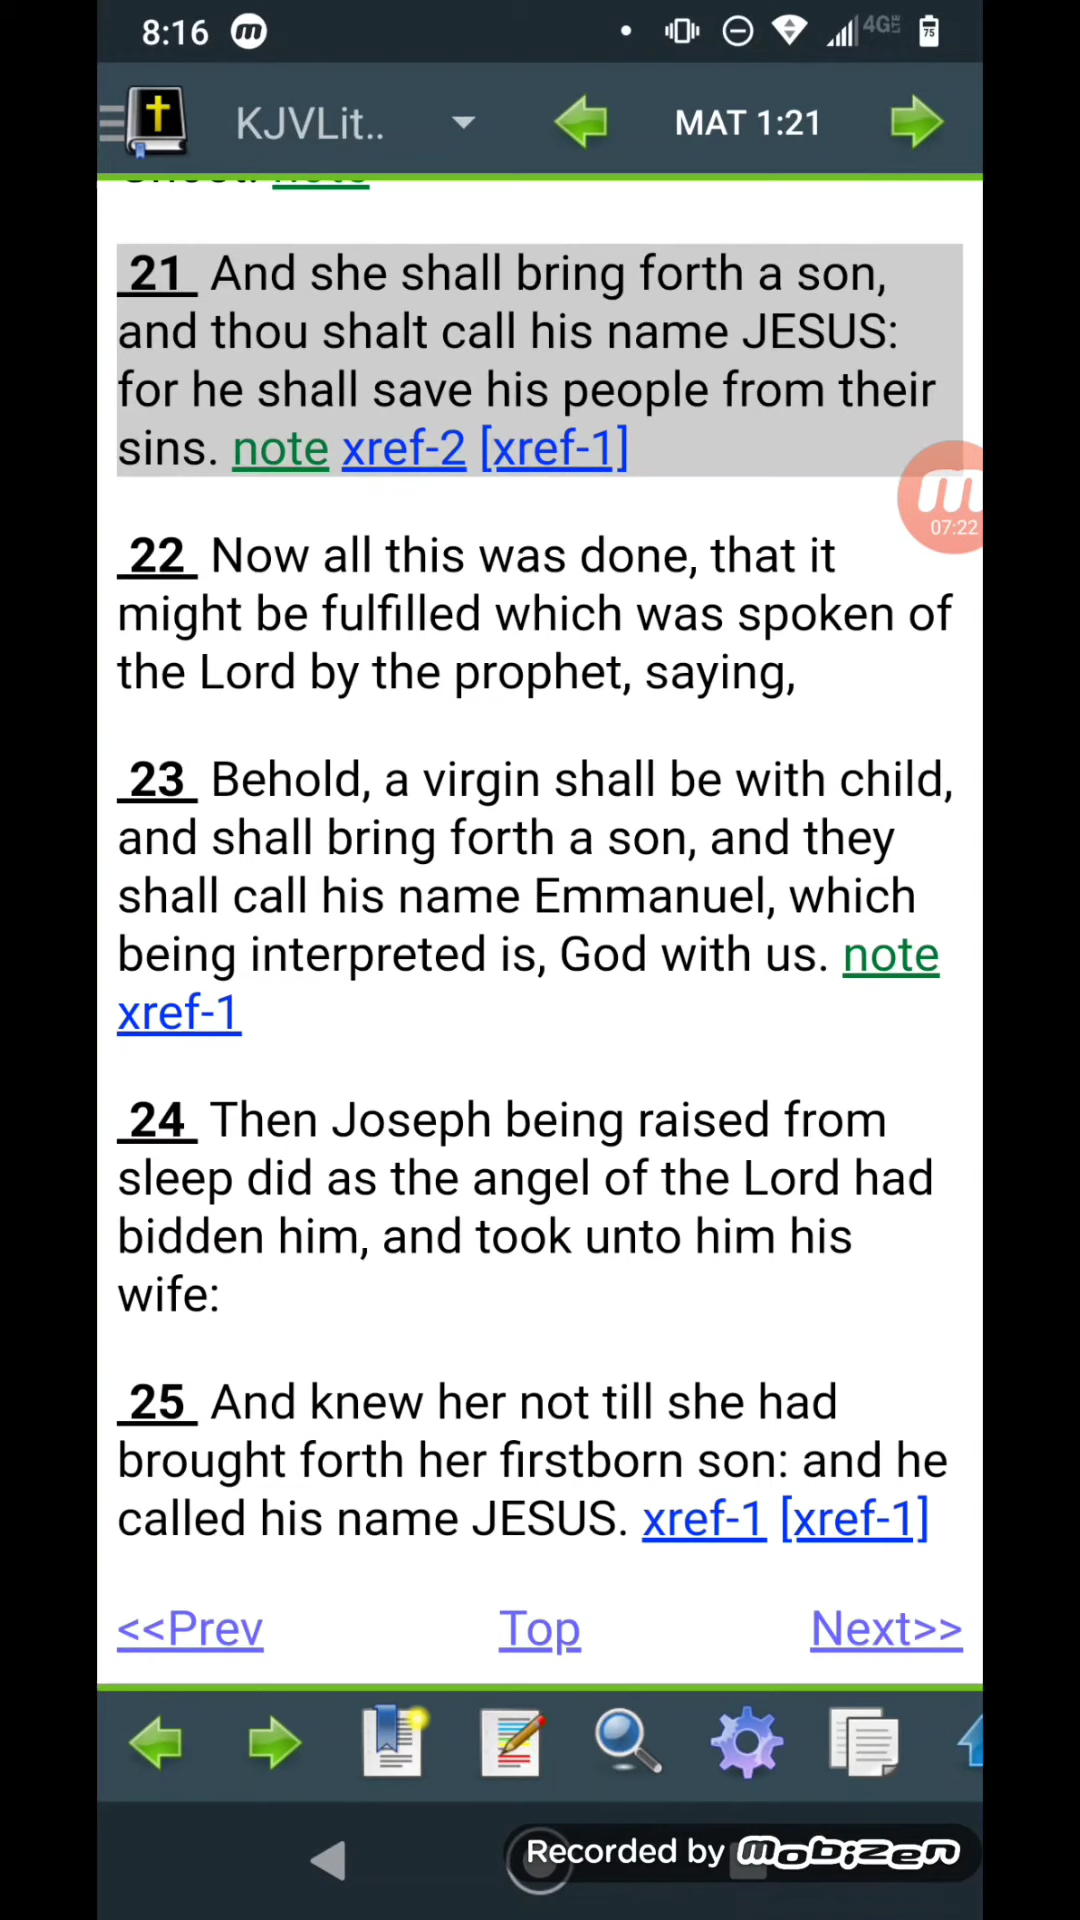 8:16 m 4G LTE 75
KJVLit.. MAT 1:21
note
21 And she shall bring forth a son,
and thou shalt call his name JESUS:
for he shall save his people from their
sins. note xref-2 [xref-1]
m
07:22
22 Now all this was done, that it
might be fulfilled which was spoken of
the Lord by the prophet, saying,
23 Behold, a virgin shall be with child,
and shall bring forth a son, and they
shall call his name Emmanuel, which
being interpreted is, God with us. note
xref-1
24 Then Joseph being raised from
sleep did as the angel of the Lord had
bidden him, and took unto him his
wife:
25 And knew her not till she had
brought forth her firstborn son: and he
called his name JESUS. xref-1 [xref-1]
<<Prev Top Next>>
Recorded by mobizen